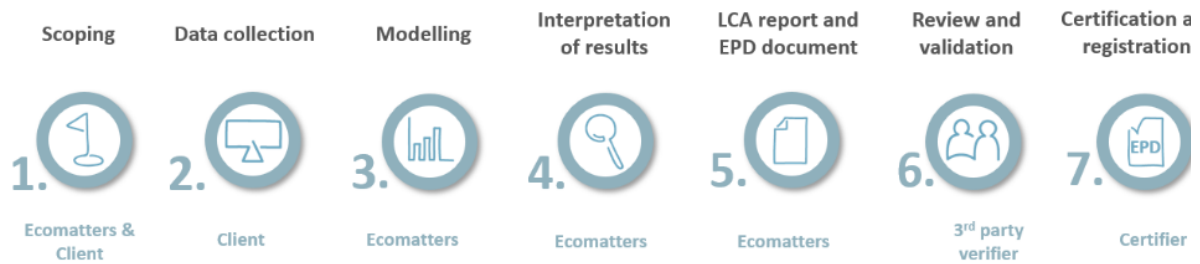 Scoping
Data collection
Modelling
Interpretation
of results
LCA report and
EPD document
Review and
validation
Certification a
registration
1.
2.
3.
4.
5.
6.
7.
EPD
Ecomatters &
Client
Client
Ecomatters
Ecomatters
Ecomatters
3rd party
verifier
Certifier